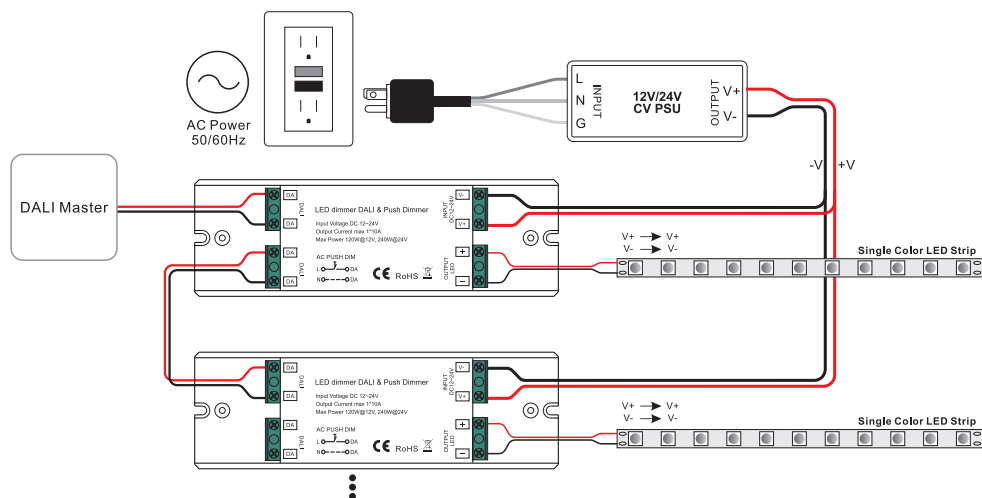 AC Power
50/60Hz
L
N
G
INPUT
12V/24V
CV PSU
OUTPUT
V+
V-
-V
+V
DALI Master
DA
DA
DALI
LED dimmer DALI & Push Dimmer
Input Voltage DC 12~24V
Output Current max 1*10A
Max Power 120W@12V, 240W@24V
V-
V+
INPUT
DC12~24V
DA
DA
DALI
AC PUSH DIM
L DA
N DA
CE RoHS
OUTPUT
LED
+
−
V+ V+
V- V-
Single Color LED Strip
DA
DA
DALI
LED dimmer DALI & Push Dimmer
Input Voltage DC 12~24V
Output Current max 1*10A
Max Power 120W@12V, 240W@24V
V-
V+
INPUT
DC12~24V
DA
DA
DALI
AC PUSH DIM
L DA
N DA
CE RoHS
OUTPUT
LED
+
−
V+ V+
V- V-
Single Color LED Strip